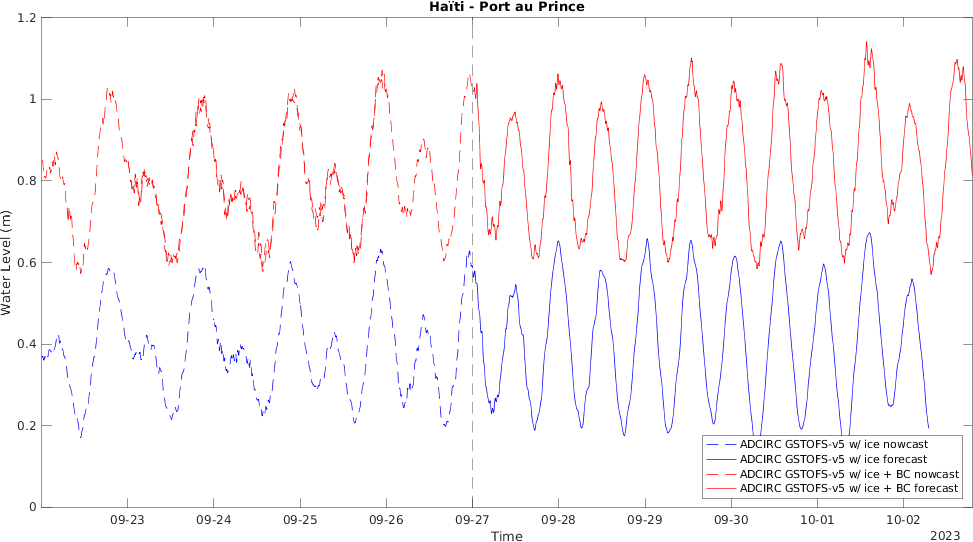 Haïti - Port au Prince
1.2
1
0.8
0.6
0.4
0.2
0
Water Level (m)
09-23 09-24 09-25 09-26 09-27 09-28 09-29 09-30 10-01 10-02
Time
2023
ADCIRC GSTOFS-v5 w/ ice nowcast
ADCIRC GSTOFS-v5 w/ ice forecast
ADCIRC GSTOFS-v5 w/ ice + BC nowcast
ADCIRC GSTOFS-v5 w/ ice + BC forecast